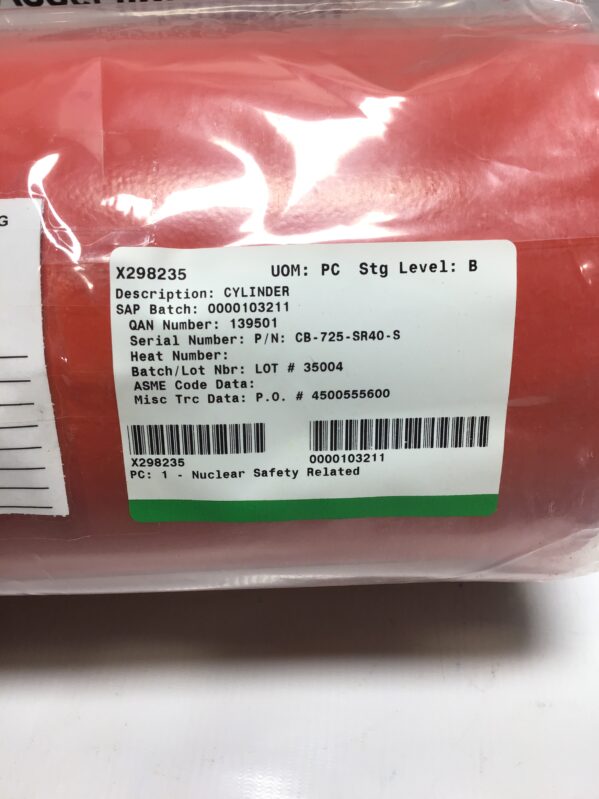 G
X298235 UOM: PC Stg Level: B
Description: CYLINDER
SAP Batch: 0000103211
QAN Number: 139501
Serial Number: P/N: CB-725-SR40-S
Heat Number:
Batch/Lot Nbr: LOT # 35004
ASME Code Data:
Misc Trc Data: P.O. # 4500555600
X298235 0000103211
PC: 1 - Nuclear Safety Related